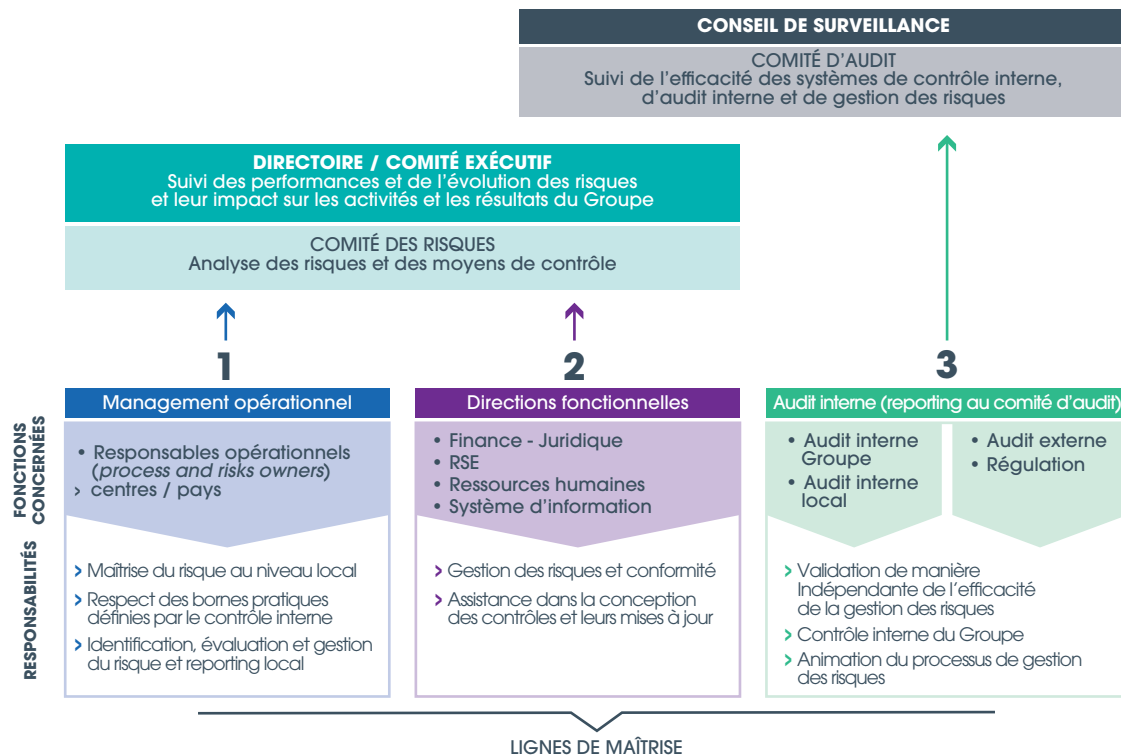 CONSEIL DE SURVEILLANCE
COMITÉ D'AUDIT
Suivi de l'efficacité des systèmes de contrôle interne,
d'audit interne et de gestion des risques
DIRECTOIRE / COMITÉ EXÉCUTIF
Suivi des performances et de l'évolution des risques
et leur impact sur les activités et les résultats du Groupe
COMITÉ DES RISQUES
Analyse des risques et des moyens de contrôle
1
2
3
FONCTIONS
CONCERNÉES
RESPONSABILITÉS
Management opérationnel
• Responsables opérationnels
(process and risks owners)
› centres / pays
› Maîtrise du risque au niveau local
› Respect des bornes pratiques
définies par le contrôle interne
› Identification, évaluation et gestion
du risque et reporting local
Directions fonctionnelles
• Finance - Juridique
• RSE
• Ressources humaines
• Système d'information
› Gestion des risques et conformité
› Assistance dans la conception
des contrôles et leurs mises à jour
Audit interne (reporting au comité d'audit)
• Audit interne
Groupe
• Audit interne
local
• Audit externe
• Régulation
› Validation de manière
Indépendante de l'efficacité
de la gestion des risques
› Contrôle interne du Groupe
› Animation du processus de gestion
des risques
LIGNES DE MAÎTRISE